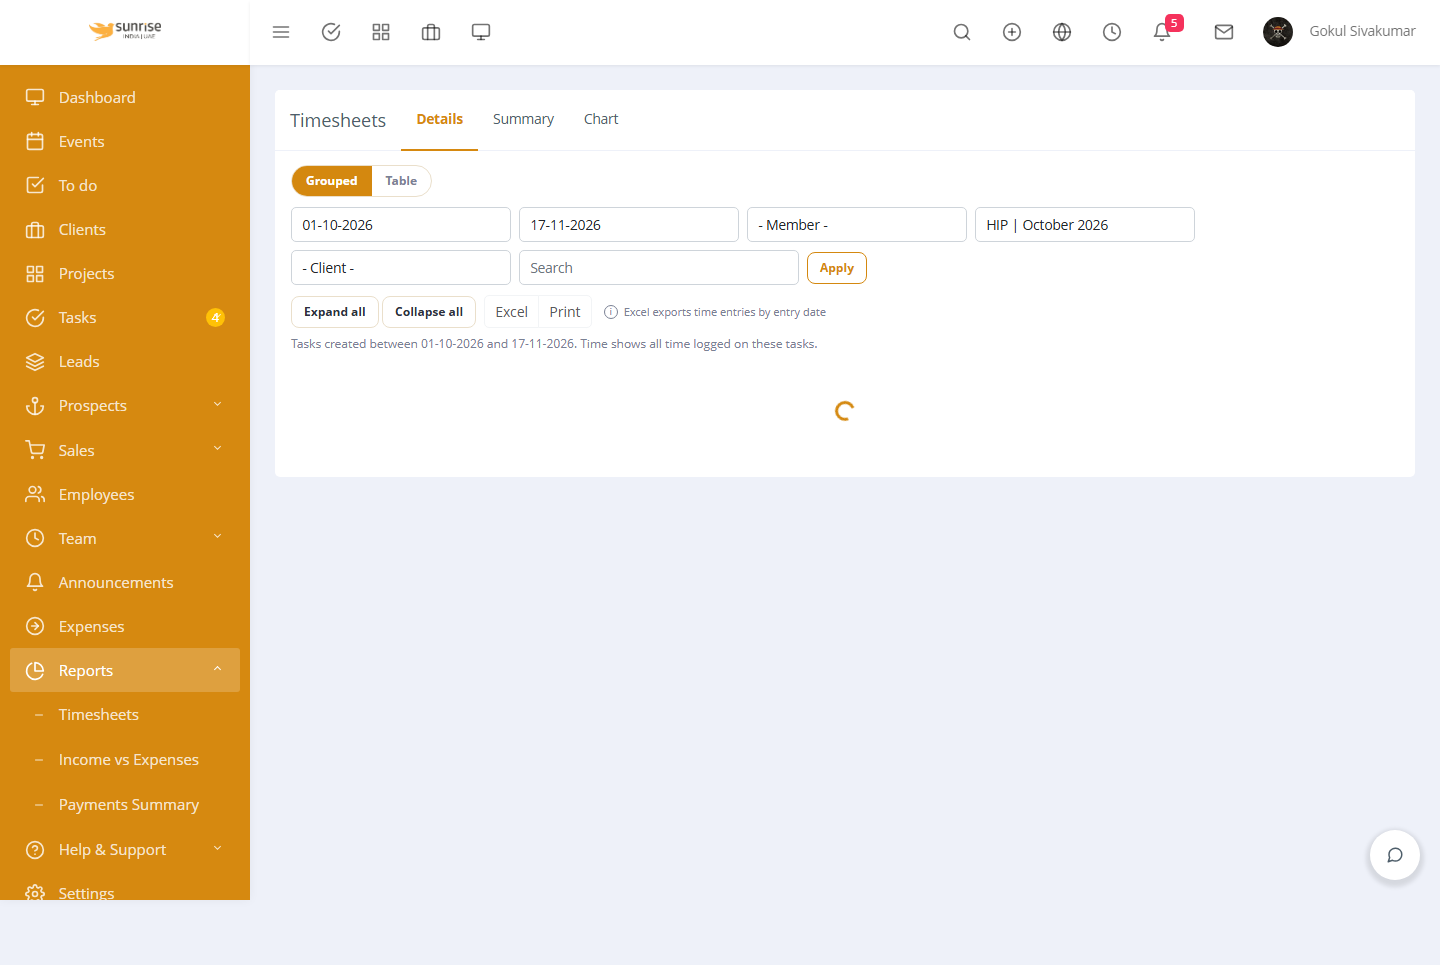 sunrise
INDIA | UAE
5
Gokul Sivakumar
Dashboard
Events
To do
Clients
Projects
Tasks
Leads
Prospects
Sales
Employees
Team
Announcements
Expenses
Reports
Timesheets
Income vs Expenses
Payments Summary
Help & Support
Settings
Timesheets
Details
Summary
Chart
Grouped
Table
01-10-2026
17-11-2026
- Member -
HIP | October 2026
- Client -
Search
Apply
Expand all
Collapse all
Excel
Print
Excel exports time entries by entry date
Tasks created between 01-10-2026 and 17-11-2026. Time shows all time logged on these tasks.